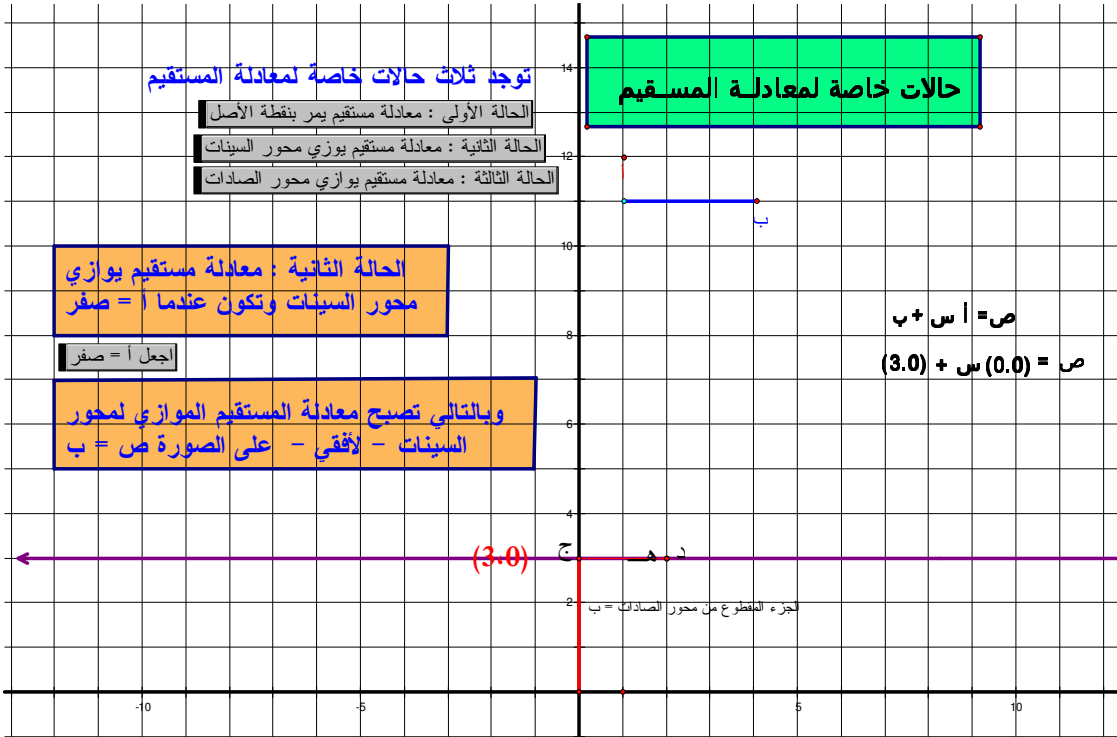 حالات خاصة لمعادلـة المسـقيم
توجد ثلاث حالات خاصة لمعادلة المستقيم
الحالة الأولى : معادلة مستقيم يمر بنقطة الأصل
الحالة الثانية : معادلة مستقيم يوزي محور السينات
الحالة الثالثة : معادلة مستقيم يوازي محور الصادات
ب
الحالة الثانية : معادلة مستقيم يوازي
محور السينات وتكون عندما أ = صفر
ص= أ س + ب
اجعل أ = صفر
ص = (0.0) س + (3.0)
وبالتالي تصبح معادلة المستقيم الموازي لمحور
السينات - لأفقي - على الصورة ص = ب
(3.0)
ج
هـ
د
الجزء المقطوع من محور الصادات = ب
14
12
10
8
6
4
2
-10
-5
5
10